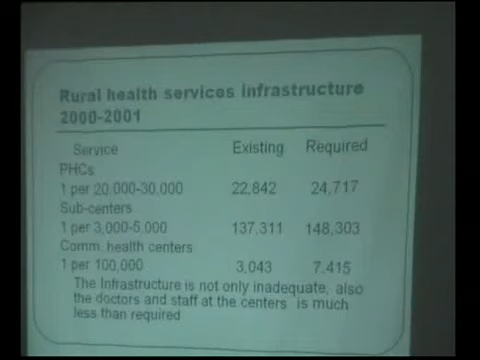 Rural health services infrastructure
2000-2001
Service Existing Required
PHCs
1 per 20,000-30,000 22,842 24,717
Sub-centers
1 per 3,000-5,000 137,311 148,303
Comm. health centers
1 per 100,000 3,043 7,415
The Infrastructure is not only inadequate, also
the doctors and staff at the centers is much
less than required